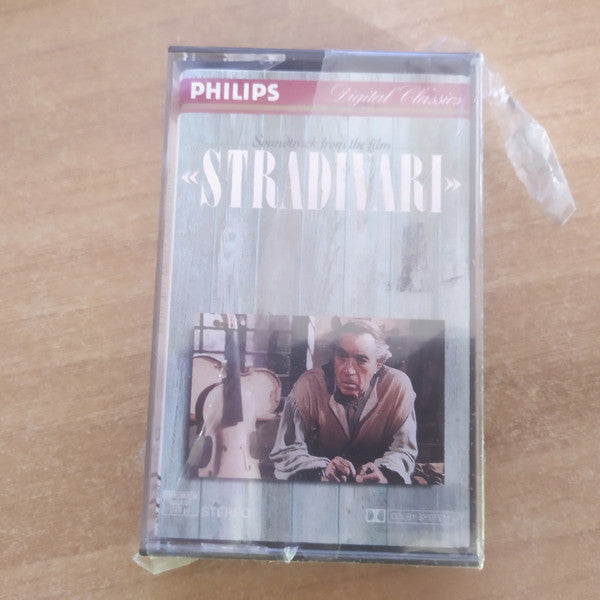 PHILIPS Digital Classics
Soundtrack from the film
«STRADIVARI»
STEREO
DOLBY SYSTEM